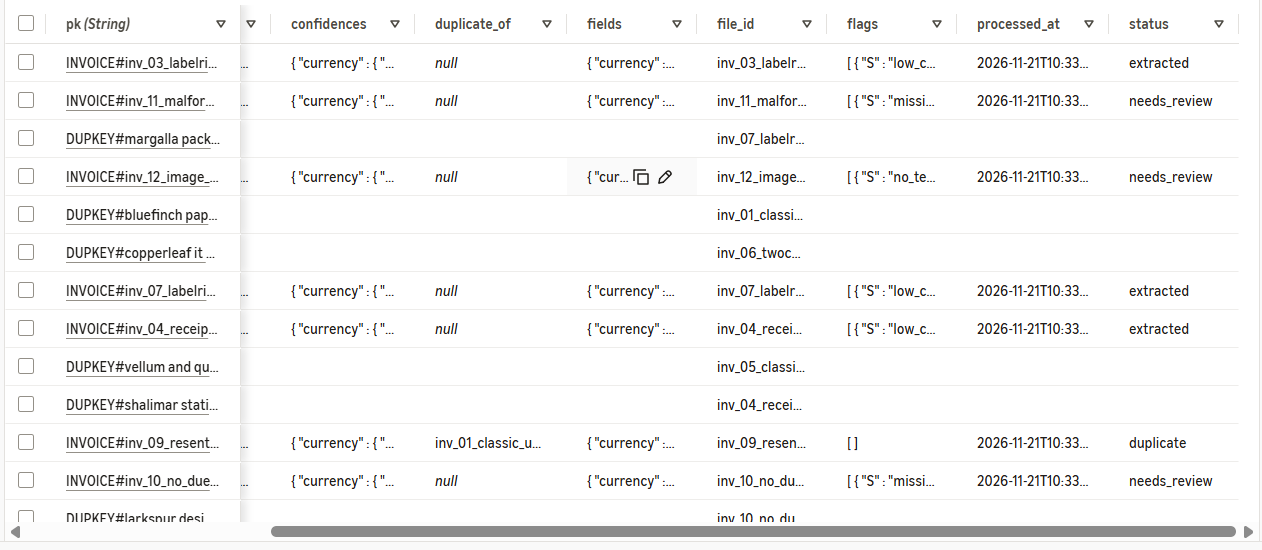 pk (String) confidences duplicate_of fields file_id flags processed_at status
INVOICE#inv_03_labelri... ... { "currency" : { "... null { "currency" :... inv_03_labelr... [ { "S" : "low_c... 2026-11-21T10:33... extracted
INVOICE#inv_11_malfor... ... { "currency" : { "... null { "currency" :... inv_11_malfor... [ { "S" : "missi... 2026-11-21T10:33... needs_review
DUPKEY#margalla pack... inv_07_labelr...
INVOICE#inv_12_image_... ... { "currency" : { "... null { "cur... inv_12_image... [ { "S" : "no_te... 2026-11-21T10:33... needs_review
DUPKEY#bluefinch pap... inv_01_classi...
DUPKEY#copperleaf it ... inv_06_twoc...
INVOICE#inv_07_labelri... ... { "currency" : { "... null { "currency" :... inv_07_labelr... [ { "S" : "low_c... 2026-11-21T10:33... extracted
INVOICE#inv_04_receip... ... { "currency" : { "... null { "currency" :... inv_04_recei... [ { "S" : "low_c... 2026-11-21T10:33... extracted
DUPKEY#vellum and qu... inv_05_classi...
DUPKEY#shalimar stati... inv_04_recei...
INVOICE#inv_09_resent... ... { "currency" : { "... inv_01_classic_u... { "currency" :... inv_09_resen... [ ] 2026-11-21T10:33... duplicate
INVOICE#inv_10_no_due... ... { "currency" : { "... null { "currency" :... inv_10_no_du... [ { "S" : "missi... 2026-11-21T10:33... needs_review
DUPKEY#larkspur desi... inv_10_no_du...